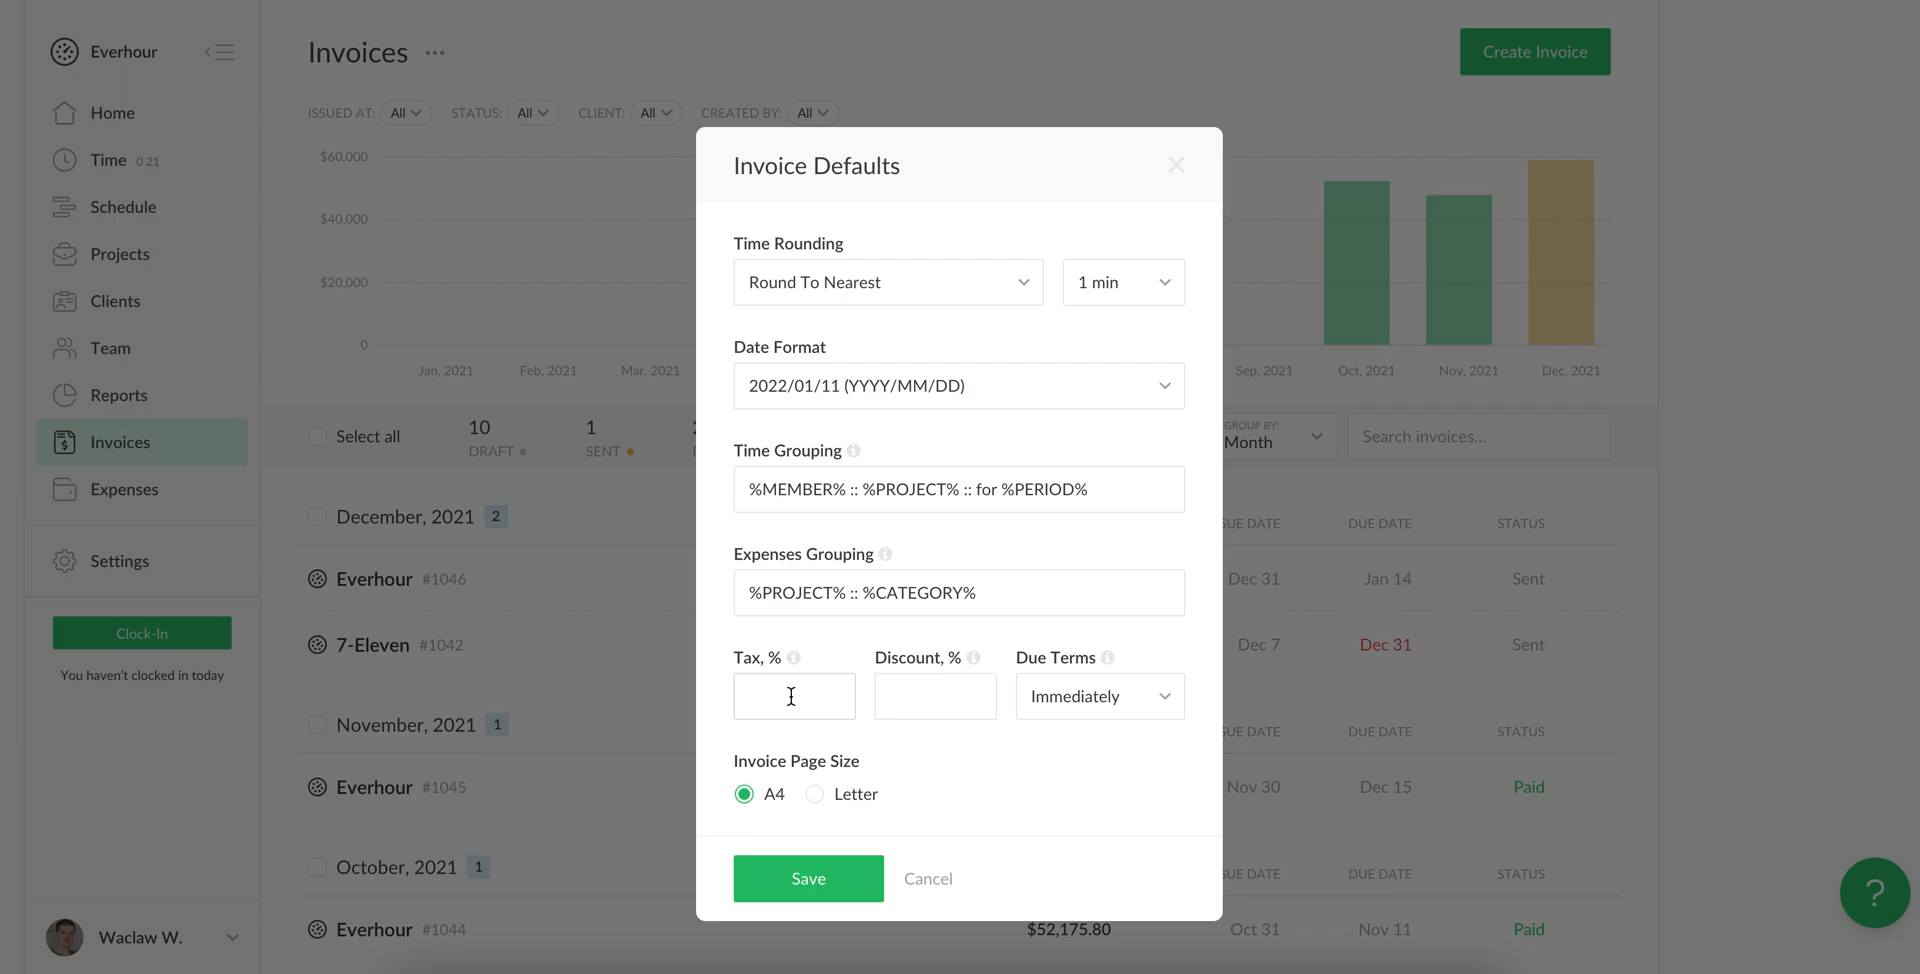 Everhour
Home
Time 0 21
Schedule
Projects
Clients
Team
Reports
Invoices
Expenses
Settings
Clock-In
You haven't clocked in today
Waclaw W.
Invoices ...
Create Invoice
ISSUED AT: All STATUS: All CLIENT: All CREATED BY: All
$60,000
$40,000
$20,000
0
Jan, 2021 Feb, 2021 Mar, 2021 Sep, 2021 Oct, 2021 Nov, 2021 Dec, 2021
Select all
10
DRAFT
1
SENT
GROUP BY:
Month
Search invoices...
December, 2021 2
DUE DATE STATUS
Everhour #1046 Dec 31 Jan 14 Sent
7-Eleven #1042 Dec 7 Dec 31 Sent
November, 2021 1
DUE DATE STATUS
Everhour #1045 Nov 30 Dec 15 Paid
October, 2021 1
DUE DATE STATUS
Everhour #1044 $52,175.80 Oct 31 Nov 11 Paid
Invoice Defaults
Time Rounding
Round To Nearest 1 min
Date Format
2022/01/11 (YYYY/MM/DD)
Time Grouping
%MEMBER% :: %PROJECT% :: for %PERIOD%
Expenses Grouping
%PROJECT% :: %CATEGORY%
Tax, % Discount, % Due Terms
Immediately
Invoice Page Size
A4 Letter
Save Cancel
?